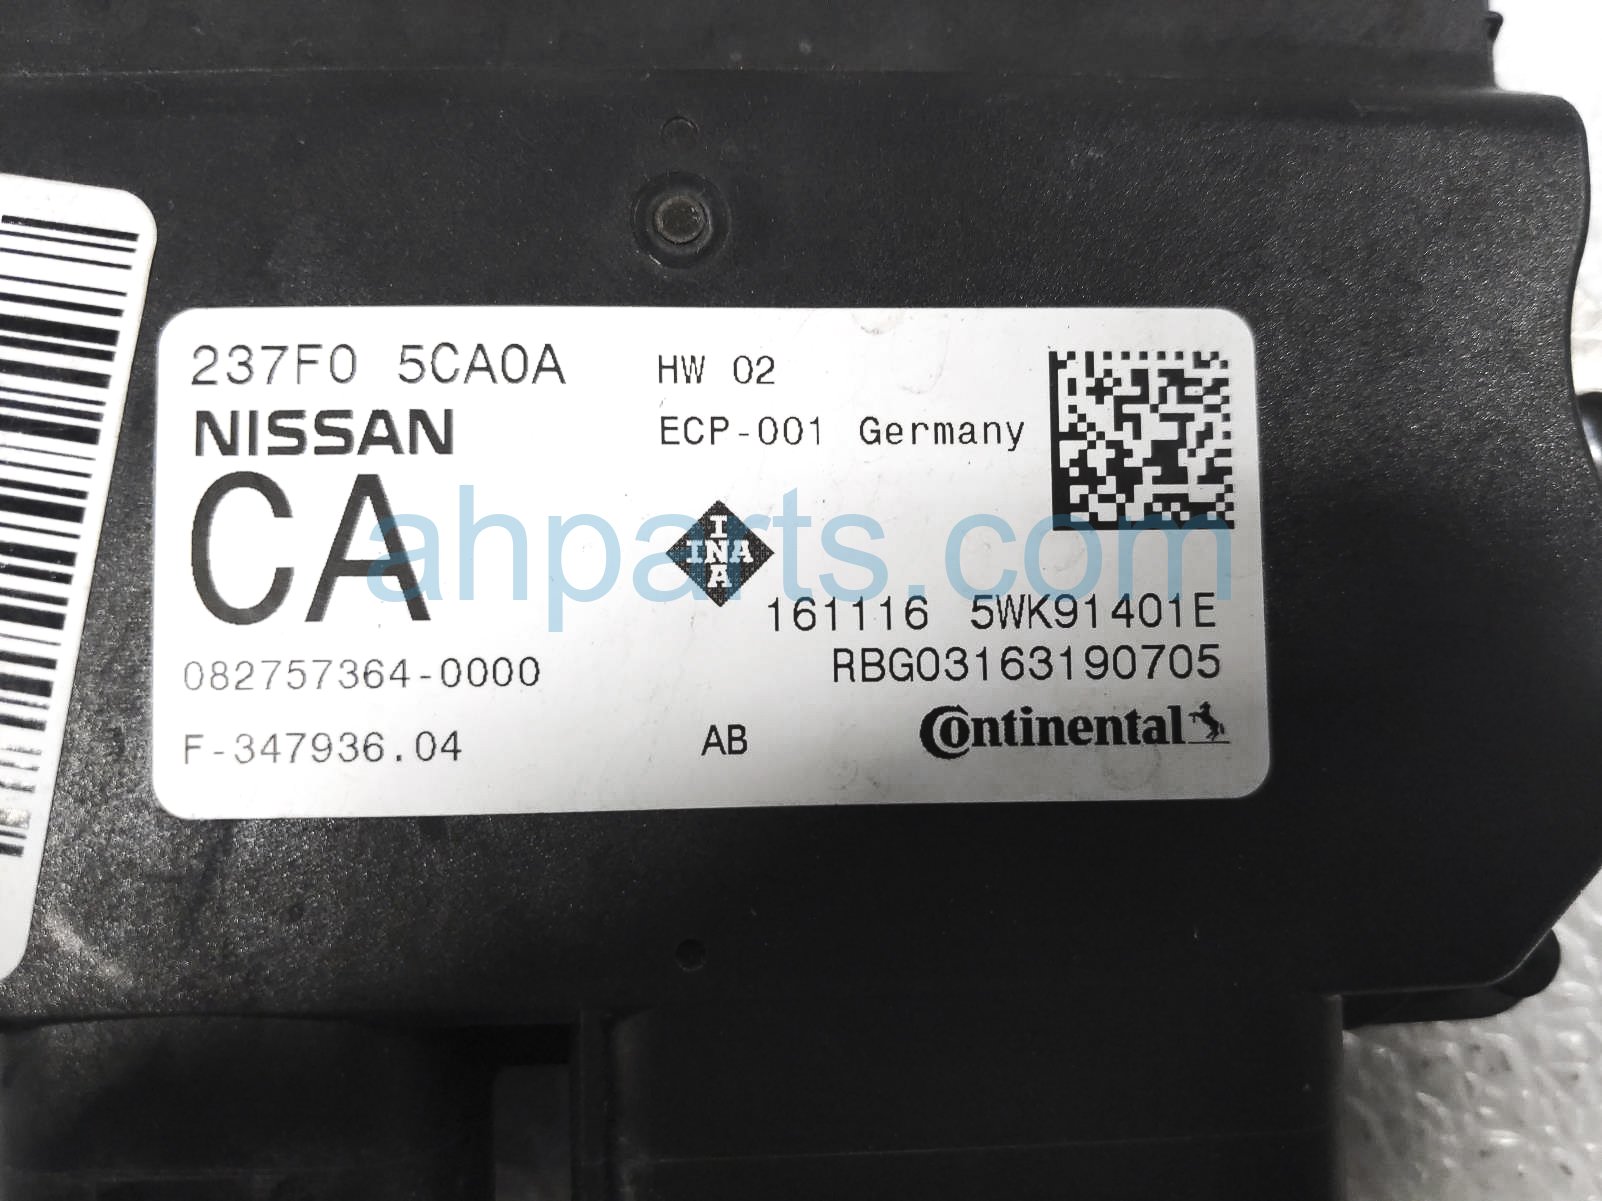 237F0 5CA0A
HW 02
NISSAN
ECP-001 Germany
CA
INA
INA
ahparts.com
161116 5WK91401E
082757364-0000
RBG03163190705
F-347936.04
AB
Continental